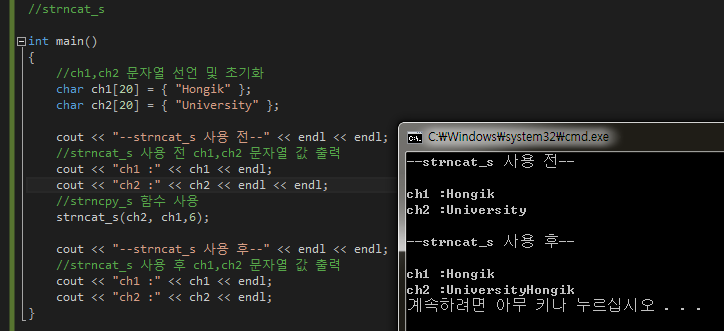 //strncat_s
int main()
{
//ch1,ch2 문자열 선언 및 초기화
char ch1[20] = { "Hongik" };
char ch2[20] = { "University" };
cout << "--strncat_s 사용 전--" << endl << endl;
//strncat_s 사용 전 ch1,ch2 문자열 값 출력
cout << "ch1 :" << ch1 << endl;
cout << "ch2 :" << ch2 << endl << endl;
//strncpy_s 함수 사용
strncat_s(ch2, ch1,6);
cout << "--strncat_s 사용 후--" << endl << endl;
//strncat_s 사용 후 ch1,ch2 문자열 값 출력
cout << "ch1 :" << ch1 << endl;
cout << "ch2 :" << ch2 << endl;
}
C:₩Windows₩system32₩cmd.exe
--strncat_s 사용 전--
ch1 :Hongik
ch2 :University
--strncat_s 사용 후--
ch1 :Hongik
ch2 :UniversityHongik
계속하려면 아무 키나 누르십시오 . . .